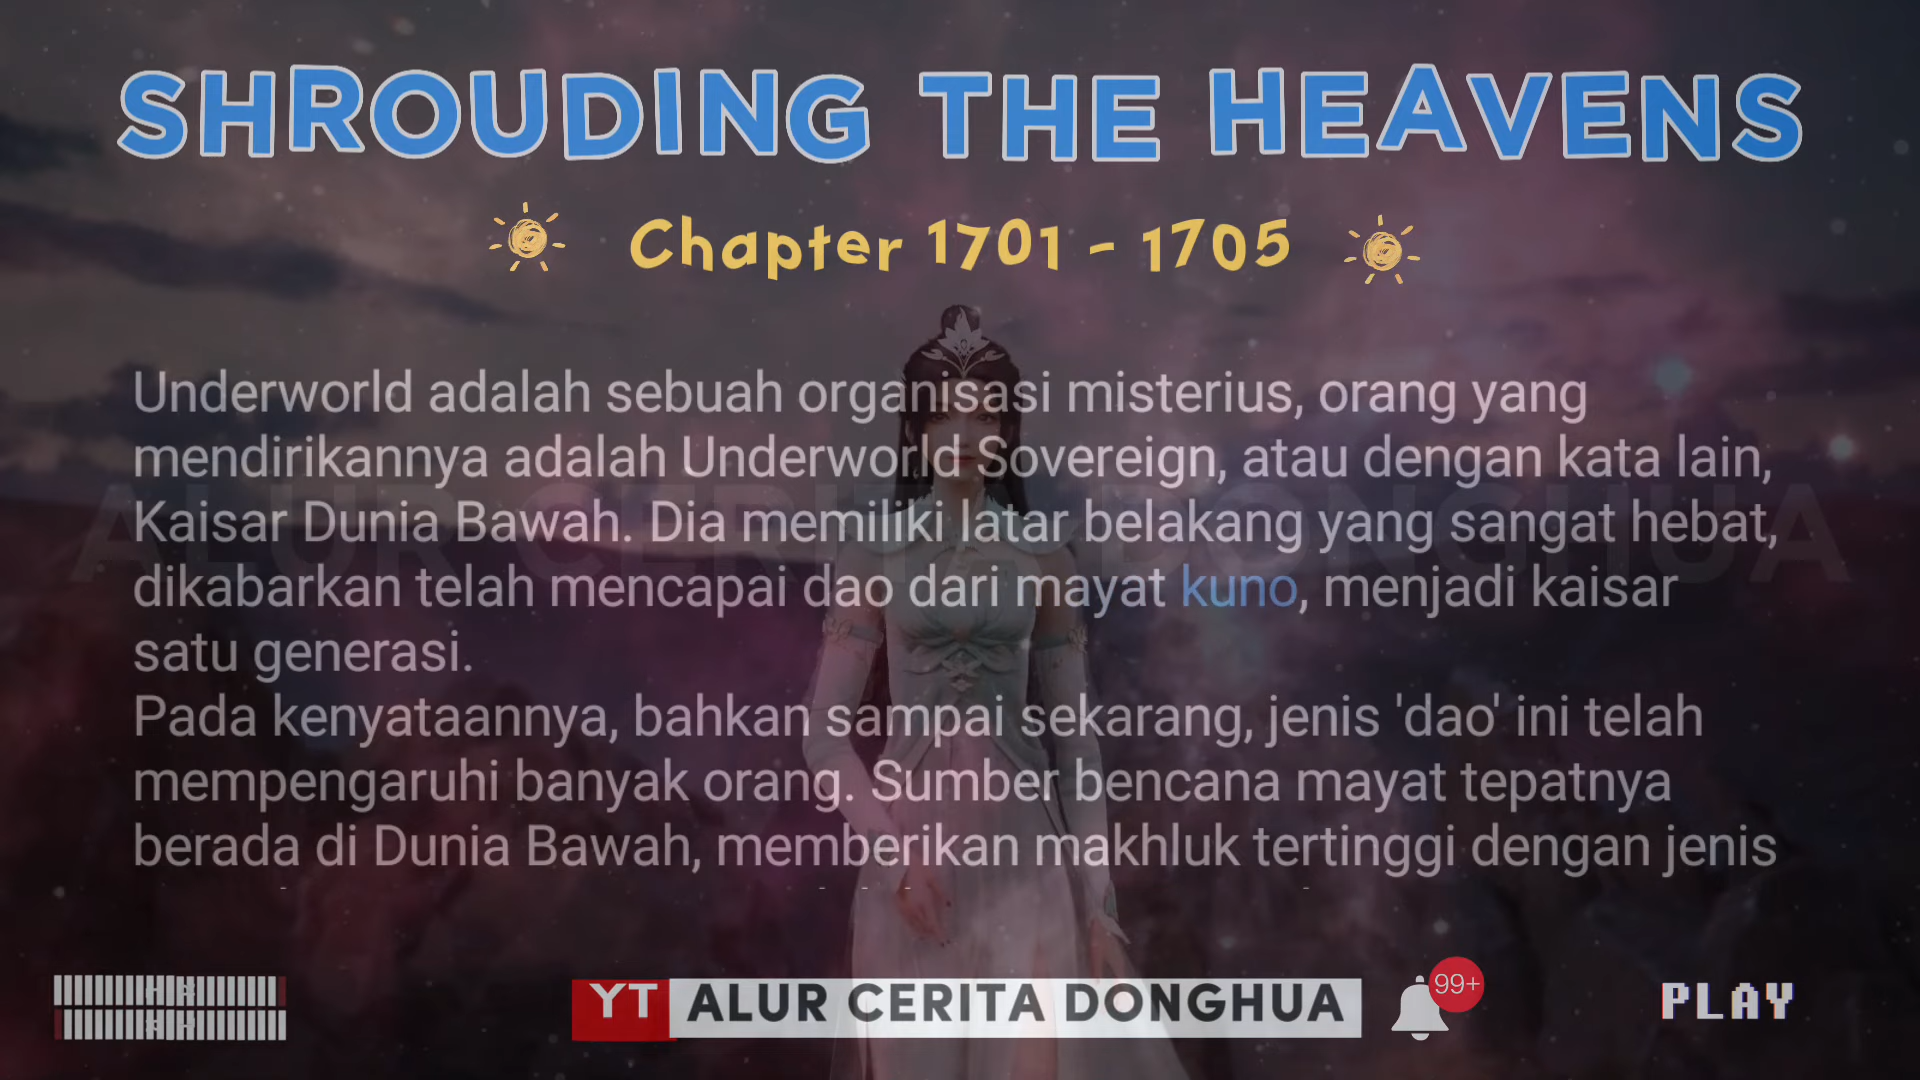 SHROUDING THE HEAVENS
Chapter 1701 - 1705
Underworld adalah sebuah organisasi misterius, orang yang
mendirikannya adalah Underworld Sovereign, atau dengan kata lain,
Kaisar Dunia Bawah. Dia memiliki latar belakang yang sangat hebat,
dikabarkan telah mencapai dao dari mayat kuno, menjadi kaisar
satu generasi.
Pada kenyataannya, bahkan sampai sekarang, jenis 'dao' ini telah
mempengaruhi banyak orang. Sumber bencana mayat tepatnya
berada di Dunia Bawah, memberikan makhluk tertinggi dengan jenis
ALUR CERITA DONGHUA
YT ALUR CERITA DONGHUA
99+
PLAY